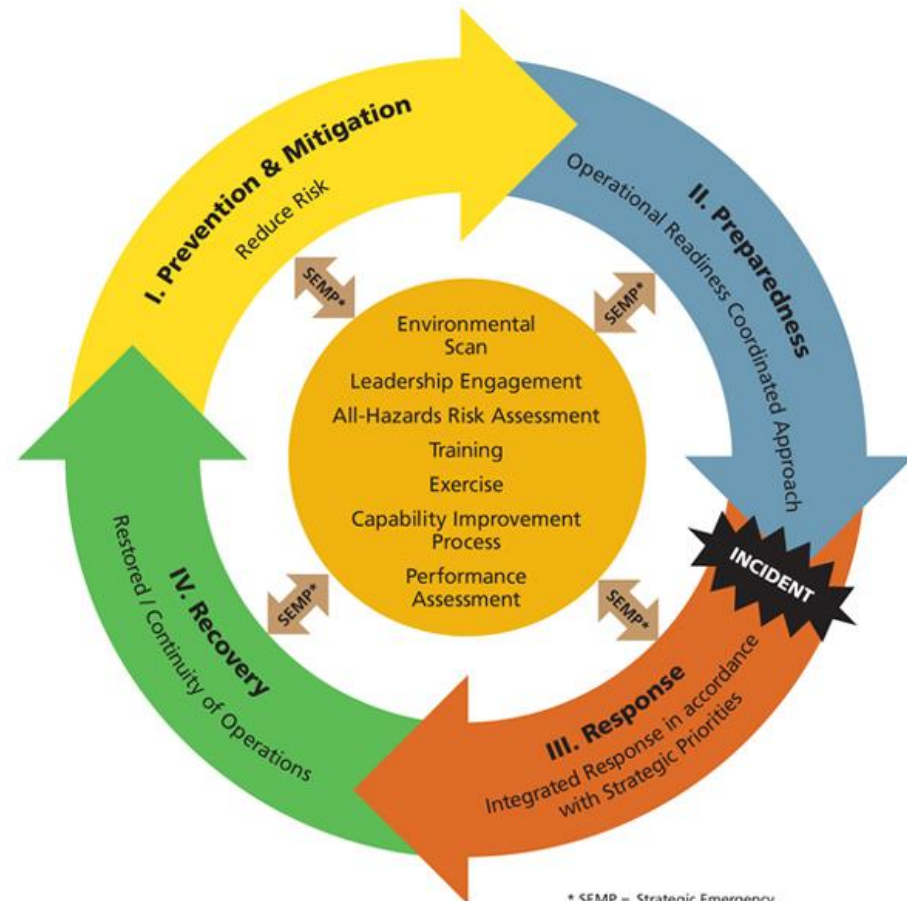 I. Prevention & Mitigation
Reduce Risk
II. Preparedness
Operational Readiness Coordinated Approach
SEMP*
SEMP*
Environmental
Scan
Leadership Engagement
All-Hazards Risk Assessment
Training
Exercise
Capability Improvement
Process
Performance
Assessment
INCIDENT
SEMP*
SEMP*
III. Response
Integrated Response in accordance
with Strategic Priorities
IV. Recovery
Restored / Continuity of Operations
* SEMP = Strategic Emergency